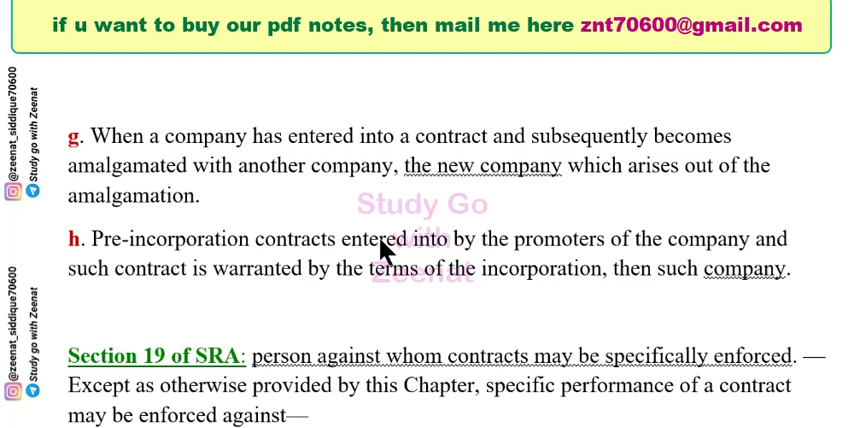 if u want to buy our pdf notes, then mail me here znt70600@gmail.com
@zeenat_siddique70600
Study go with Zeenat
g. When a company has entered into a contract and subsequently becomes
amalgamated with another company, the new company which arises out of the
amalgamation.
Study Go
with
Zeenat
h. Pre-incorporation contracts entered into by the promoters of the company and
such contract is warranted by the terms of the incorporation, then such company.
@zeenat_siddique70600
Study go with Zeenat
Section 19 of SRA: person against whom contracts may be specifically enforced. —
Except as otherwise provided by this Chapter, specific performance of a contract
may be enforced against—